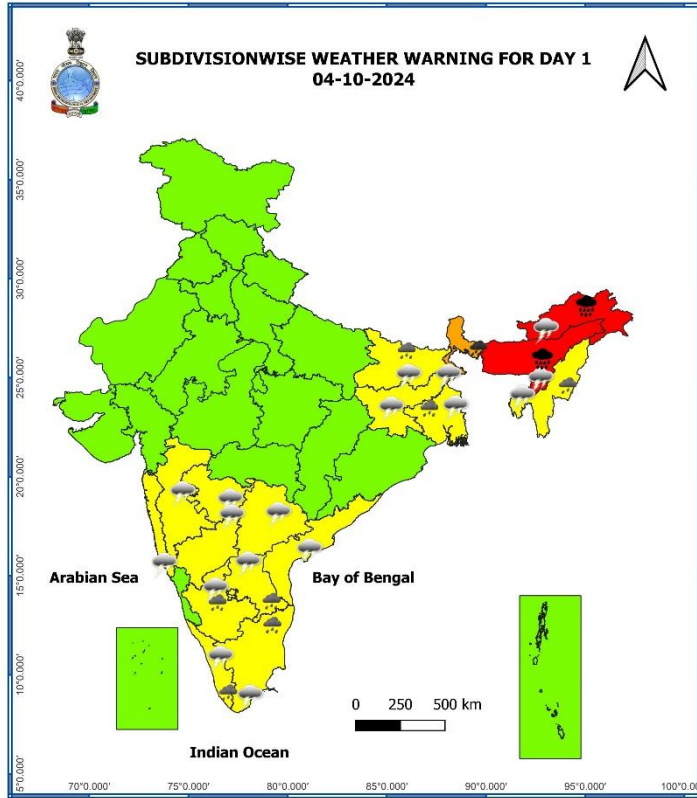 SUBDIVISIONWISE WEATHER WARNING FOR DAY 1
04-10-2024
40°0.000'
35°0.000'
30°0.000'
25°0.000'
20°0.000'
15°0.000'
10°0.000'
5°0.000'
Arabian Sea
Bay of Bengal
0 250 500 km
Indian Ocean
70°0.000' 75°0.000' 80°0.000' 85°0.000' 90°0.000' 95°0.000' 100°0.000'